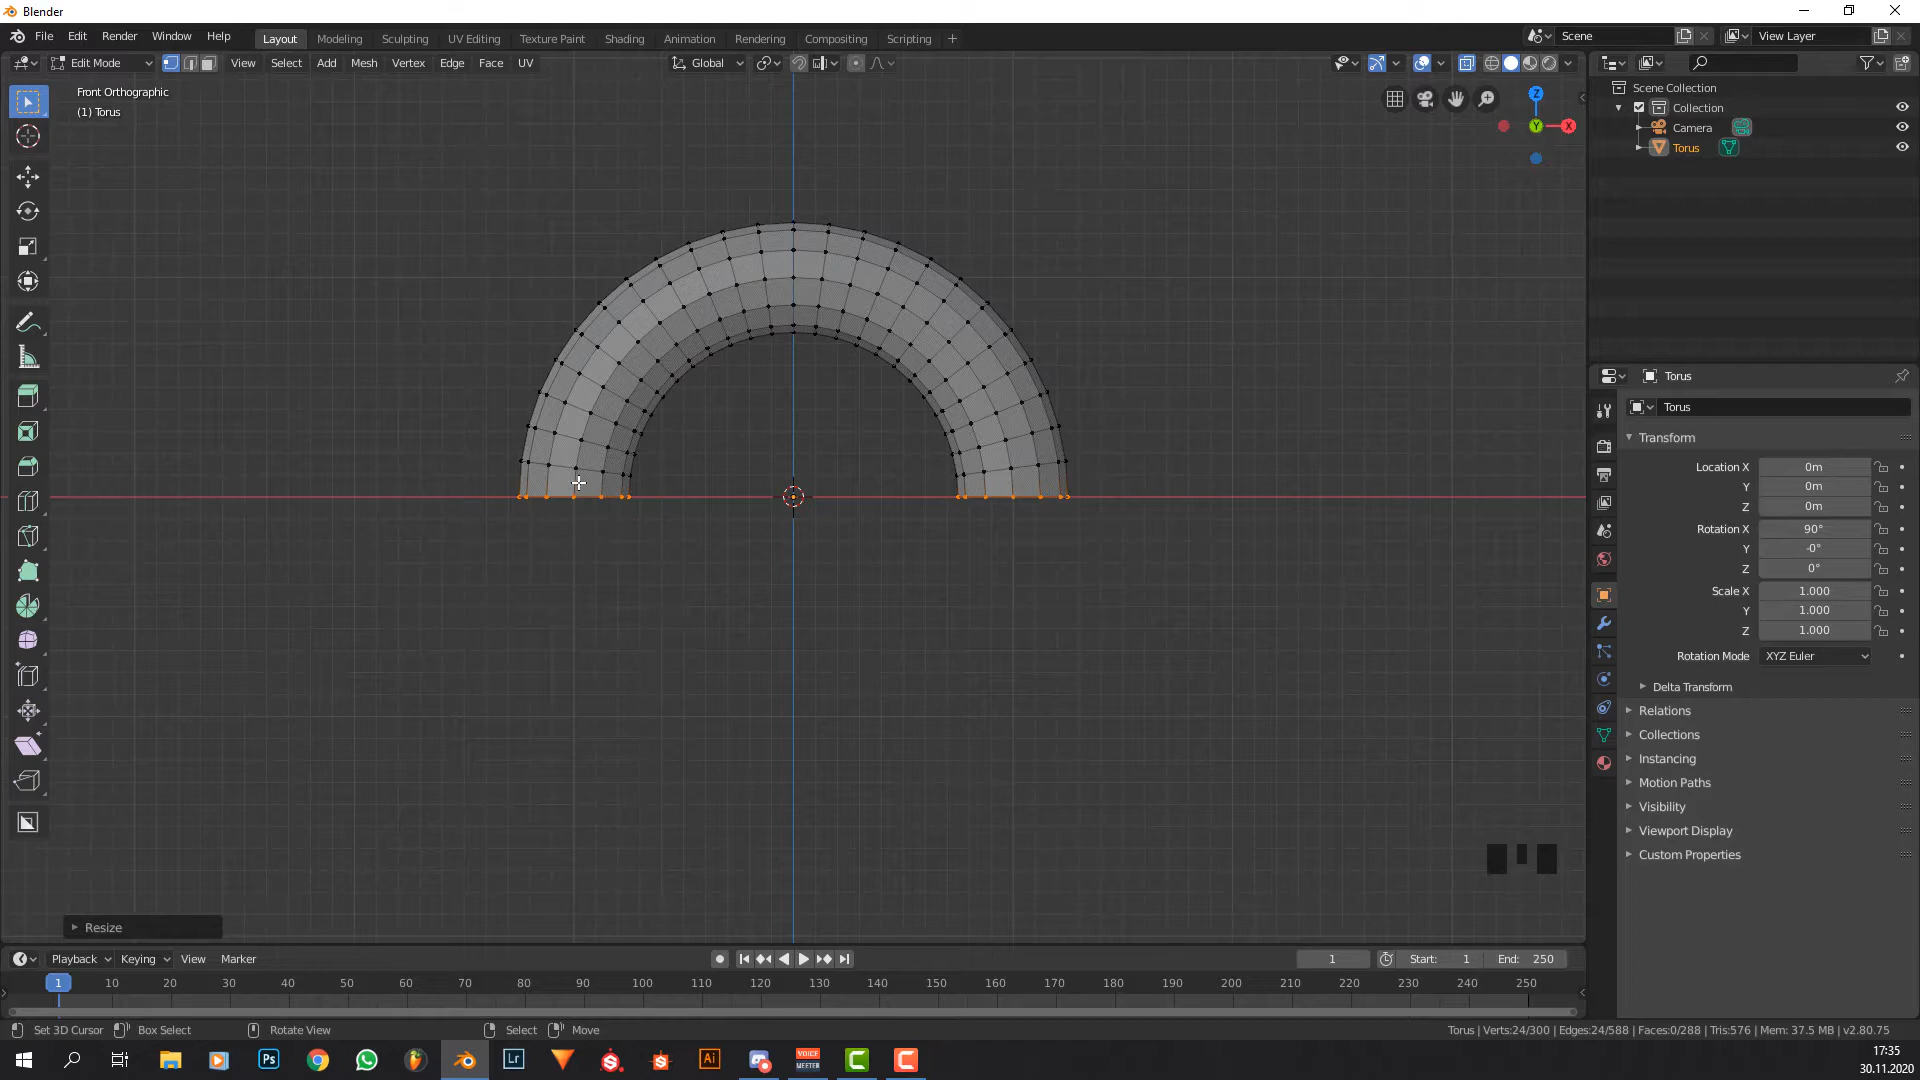 Blender
File Edit Render Window Help
Layout Modeling Sculpting UV Editing Texture Paint Shading Animation Rendering Compositing Scripting +
Scene View Layer
Edit Mode View Select Add Mesh Vertex Edge Face UV Global
Front Orthographic
(1) Torus
Z
Y
X
Scene Collection
Collection
Camera
Torus
Torus
Torus
Transform
Location X 0m
Y 0m
Z 0m
Rotation X 90°
Y -0°
Z 0°
Scale X 1.000
Y 1.000
Z 1.000
Rotation Mode XYZ Euler
Delta Transform
Relations
Collections
Instancing
Motion Paths
Visibility
Viewport Display
Custom Properties
Resize
Playback Keying View Marker 1 Start: 1 End: 250
1 10 20 30 40 50 60 70 80 90 100 110 120 130 140 150 160 170 180 190 200 210 220 230 240 250
Set 3D Cursor Box Select Rotate View Select Move Torus | Verts:24/300 | Edges:24/588 | Faces:0/288 | Tris:576 | Mem: 37.5 MB | v2.80.75
Ps Lr Ai VOICE MEETER
17:35
30.11.2020